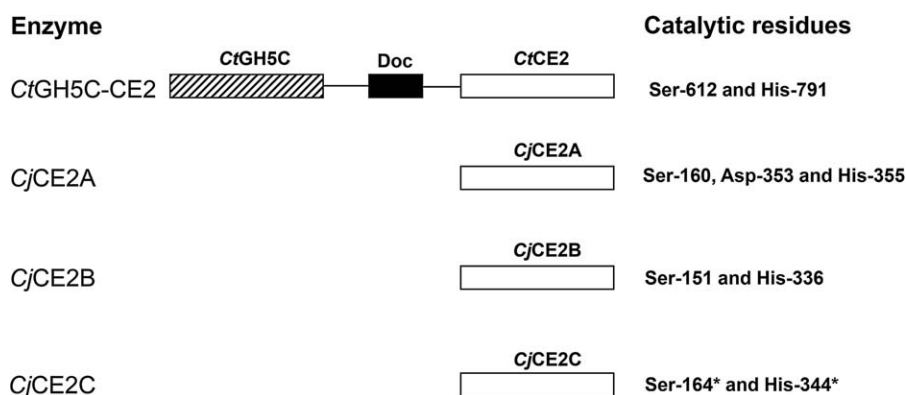 Enzyme Catalytic residues
CtGH5C Doc CtCE2
CtGH5C-CE2 Ser-612 and His-791
CjCE2A
CjCE2A Ser-160, Asp-353 and His-355
CjCE2B
CjCE2B Ser-151 and His-336
CjCE2C
CjCE2C Ser-164* and His-344*